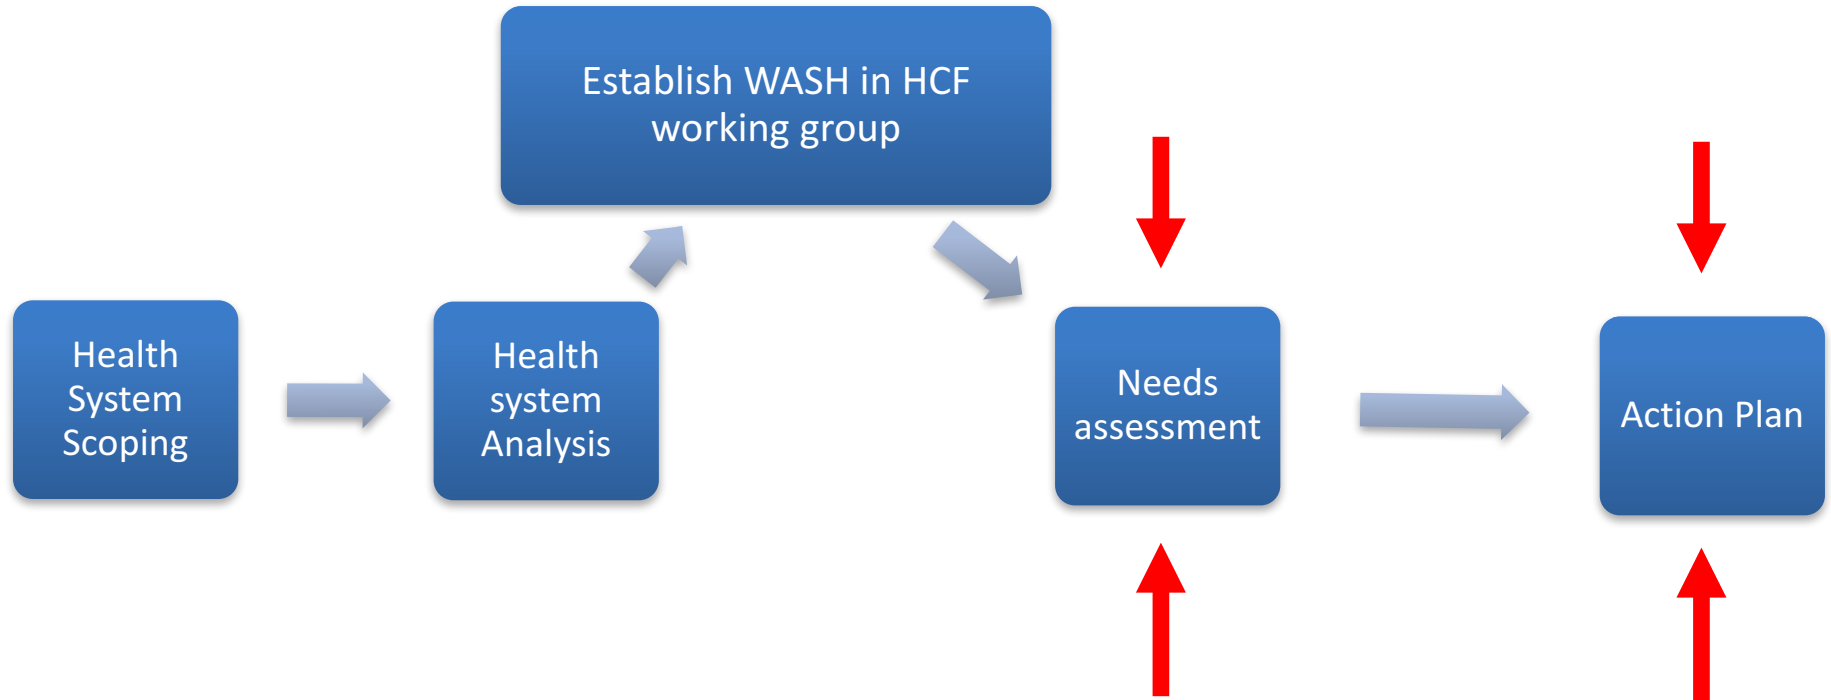 Establish WASH in HCF
working group
Health
System
Scoping
Health
system
Analysis
Needs
assessment
Action Plan